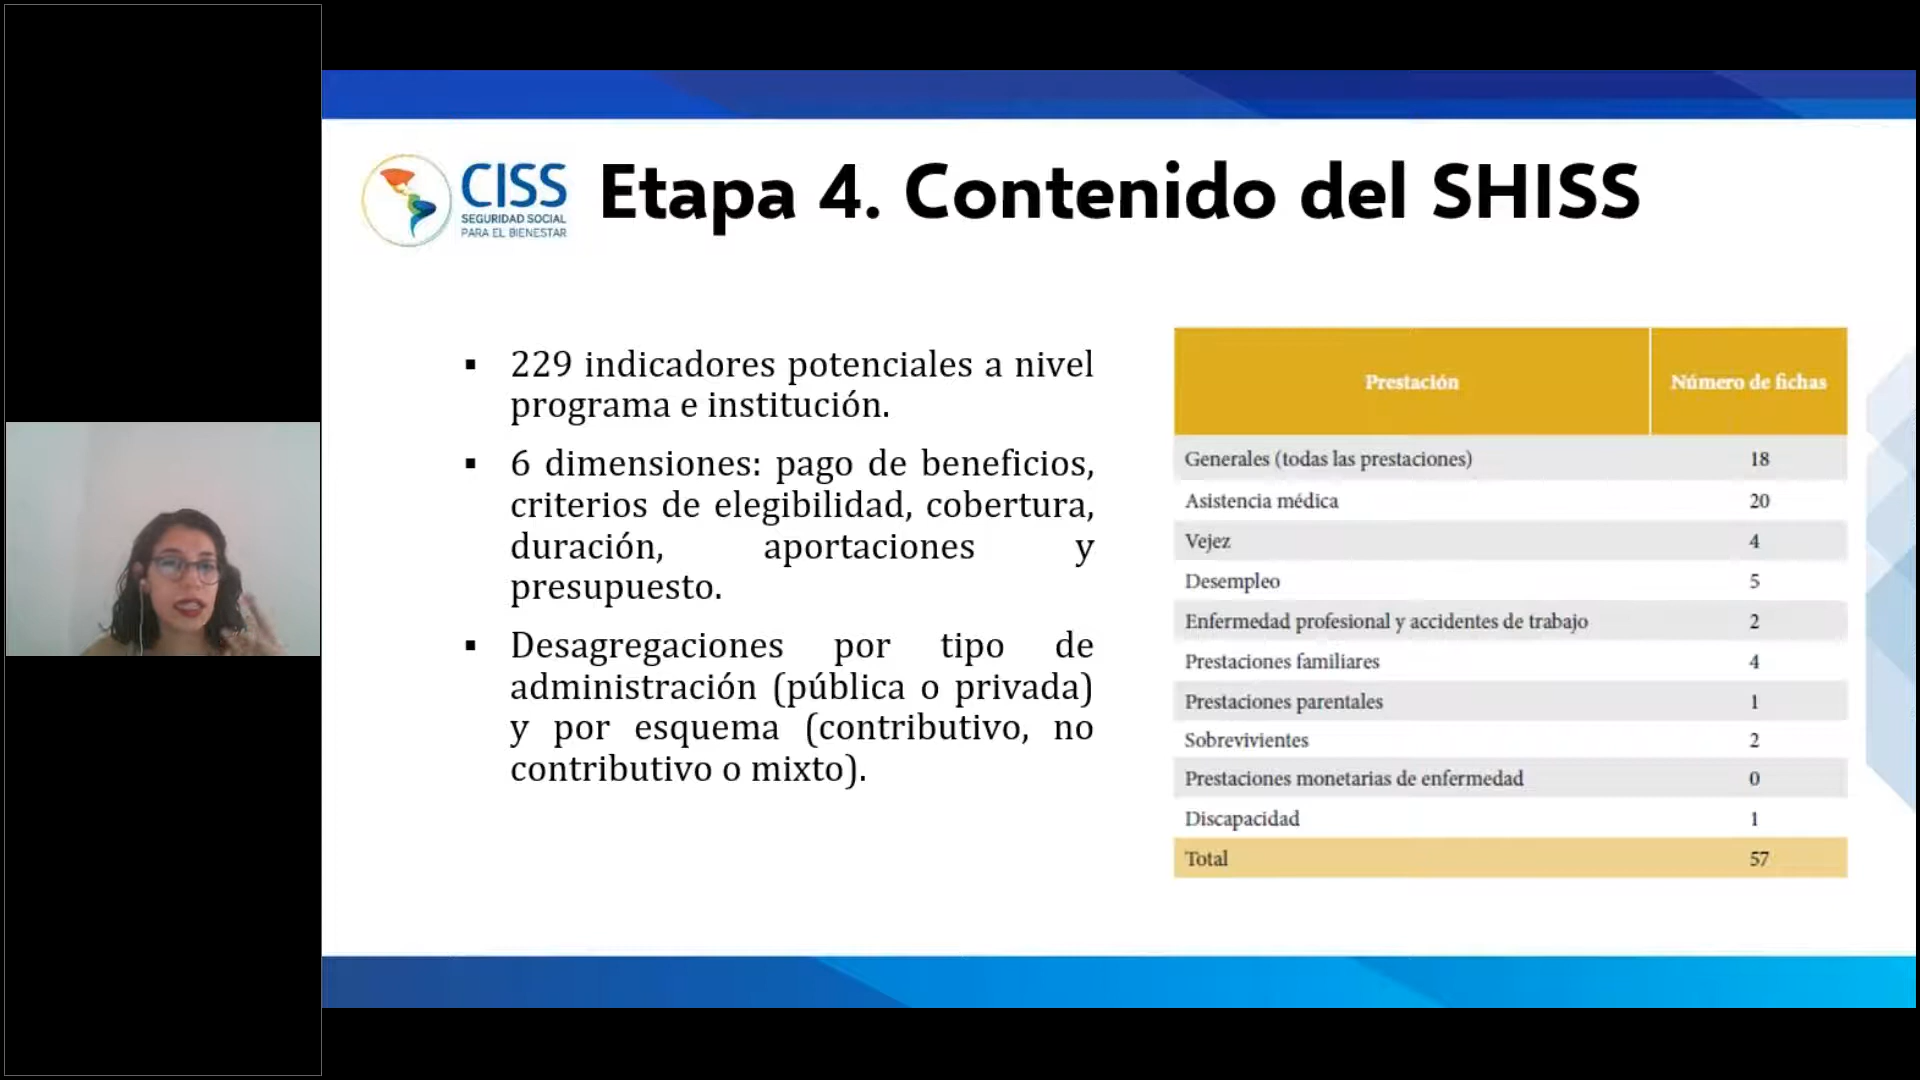 CISS
SEGURIDAD SOCIAL
PARA EL BIENESTAR
Etapa 4. Contenido del SHISS
▪ 229 indicadores potenciales a nivel
programa e institución.
▪ 6 dimensiones: pago de beneficios,
criterios de elegibilidad, cobertura,
duración, aportaciones y
presupuesto.
▪ Desagregaciones por tipo de
administración (pública o privada)
y por esquema (contributivo, no
contributivo o mixto).
Prestación Número de fichas
Generales (todas las prestaciones) 18
Asistencia médica 20
Vejez 4
Desempleo 5
Enfermedad profesional y accidentes de trabajo 2
Prestaciones familiares 4
Prestaciones parentales 1
Sobrevivientes 2
Prestaciones monetarias de enfermedad 0
Discapacidad 1
Total 57